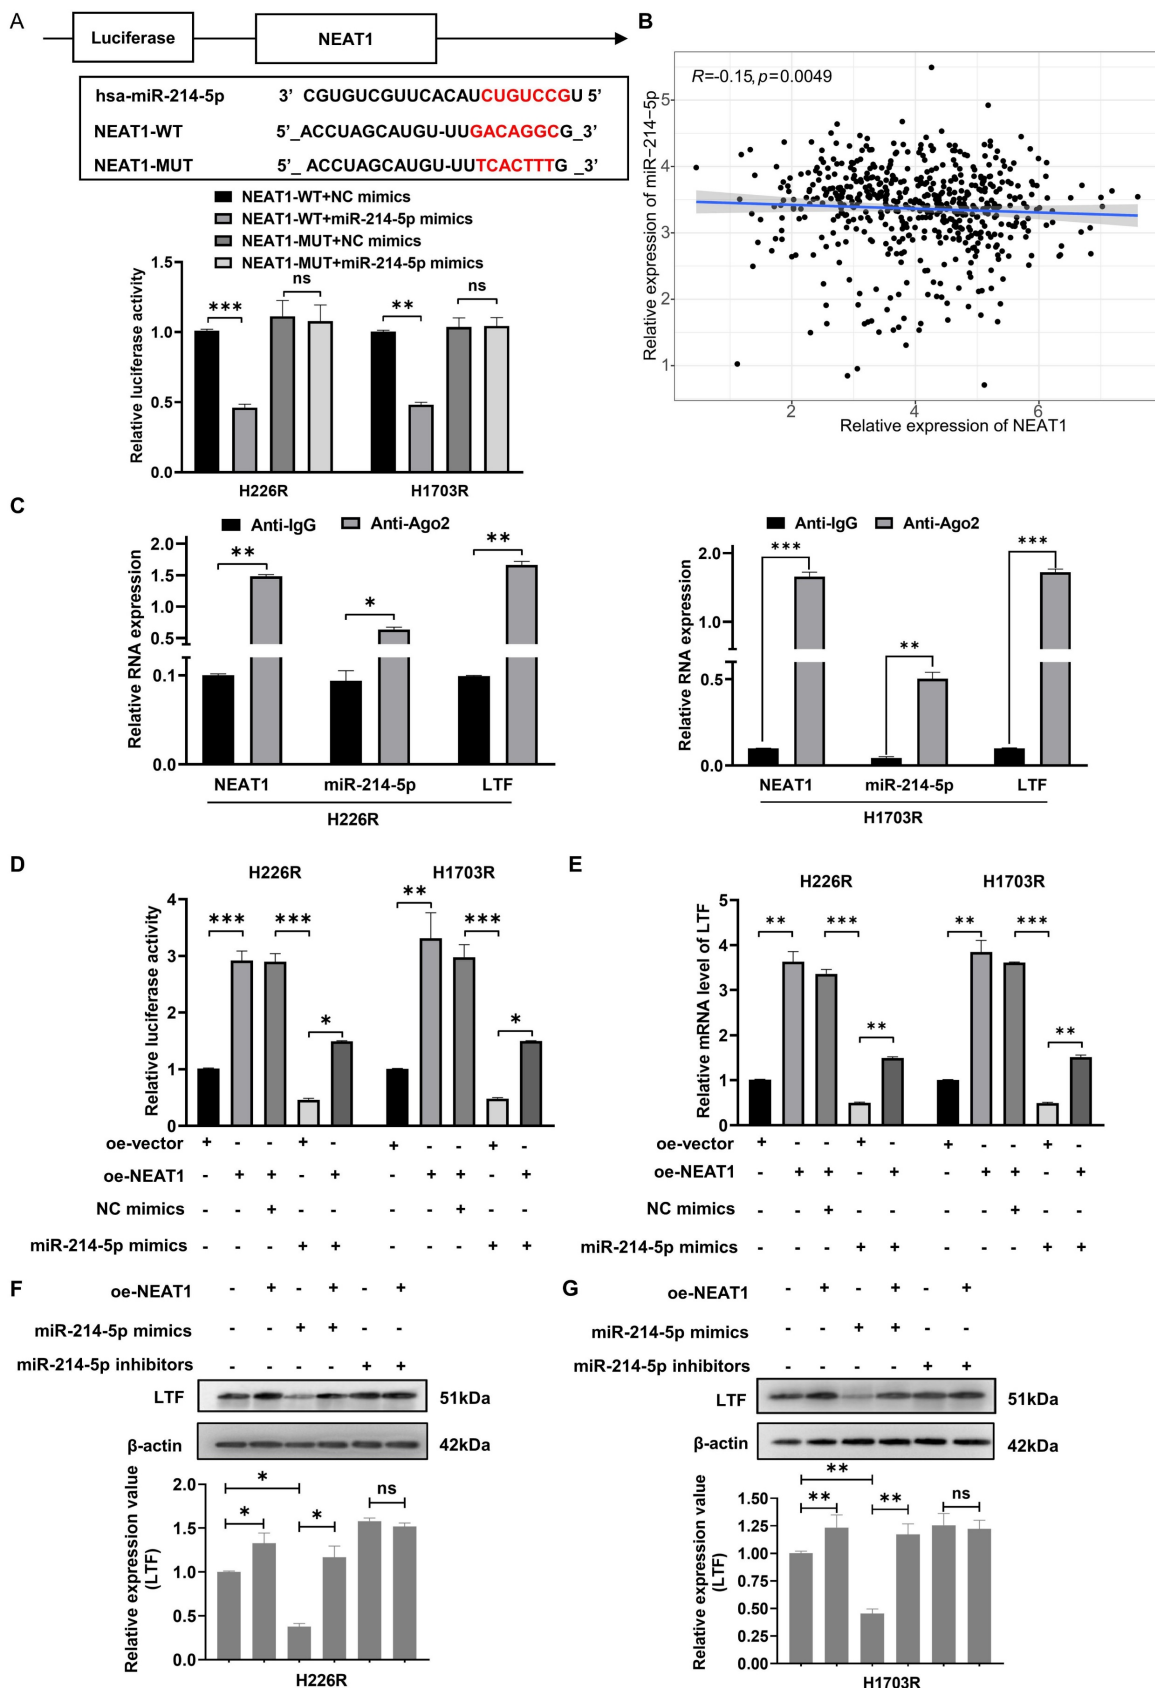 A
Luciferase
NEAT1
hsa-miR-214-5p 3' CGUGUCGUUCACAUCUGUCCGU 5'
NEAT1-WT 5'_ACCUAGCAUGU-UUGACAGGCG_3'
NEAT1-MUT 5'_ ACCUAGCAUGU-UUTCACTTTG _3'
NEAT1-WT+NC mimics
NEAT1-WT+miR-214-5p mimics
NEAT1-MUT+NC mimics
NEAT1-MUT+miR-214-5p mimics
Relative luciferase activity
1.5
1.0
0.5
0.0
*** ns ** ns
H226R H1703R
B
R=-0.15, p=0.0049
Relative expression of miR-214-5p
5
4
3
2
1
2 4 6
Relative expression of NEAT1
C
Anti-IgG Anti-Ago2
Relative RNA expression
2.0
1.5
1.0
0.5
0.1
0.0
** * **
NEAT1 miR-214-5p LTF
H226R
Anti-IgG Anti-Ago2
Relative RNA expression
2.0
1.0
0.5
0.0
*** ** ***
NEAT1 miR-214-5p LTF
H1703R
D
H226R H1703R
Relative luciferase activity
4
3
2
1
0
*** *** * ** *** *
oe-vector + - - + - + - - + -
oe-NEAT1 - + + - + - + + - +
NC mimics - - + - - - - + - -
miR-214-5p mimics - - - + + - - - + +
E
H226R H1703R
Relative mRNA level of LTF
5
4
3
2
1
0
** *** ** ** *** **
oe-vector + - - + - + - - + -
oe-NEAT1 - + + - + - + + - +
NC mimics - - + - - - - + - -
miR-214-5p mimics - - - + + - - - + +
F
oe-NEAT1 - + - + - +
miR-214-5p mimics - - + + - -
miR-214-5p inhibitors - - - - + +
LTF 51kDa
β-actin 42kDa
Relative expression value
(LTF)
2.0
1.5
1.0
0.5
0.0
* * * ns
H226R
G
oe-NEAT1 - + - + - +
miR-214-5p mimics - - + + - -
miR-214-5p inhibitors - - - - + +
LTF 51kDa
β-actin 42kDa
Relative expression value
(LTF)
1.50
1.25
1.00
0.75
0.50
0.25
0.00
** ** ** ns
H1703R